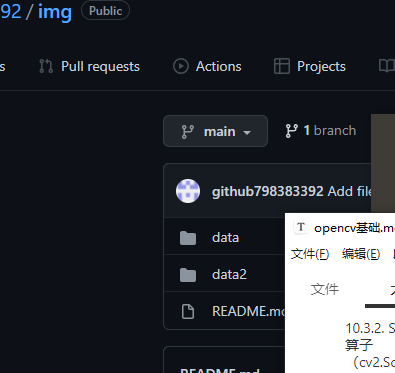 92 / img Public
s Pull requests Actions Projects
main 1 branch
github798383392 Add file
data
data2
README.md
README.md
T opencv基础.m
文件(F) 编辑(E)
文件
10.3.2. S
算子
(cv2.Sc